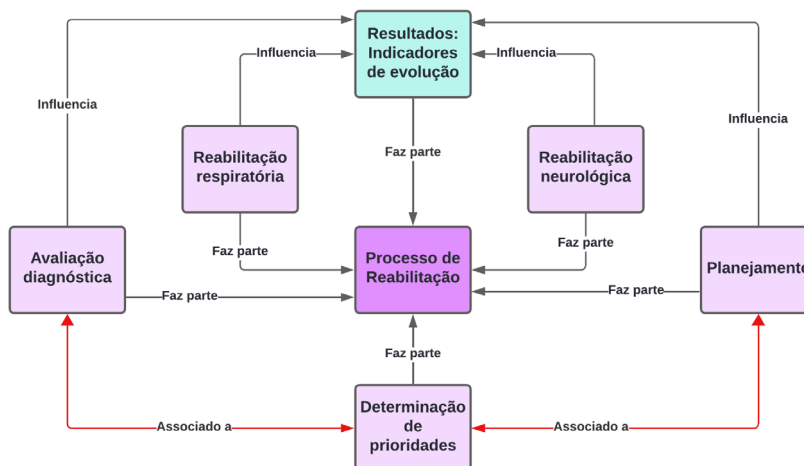 Resultados:
Indicadores
de evolução
Influencia
Influencia
Influencia
Influencia
Faz parte
Reabilitação
respiratória
Reabilitação
neurológica
Faz parte
Faz parte
Avaliação
diagnóstica
Processo de
Reabilitação
Planejamento
Faz parte
Faz parte
Faz parte
Determinação
de
prioridades
Associado a
Associado a